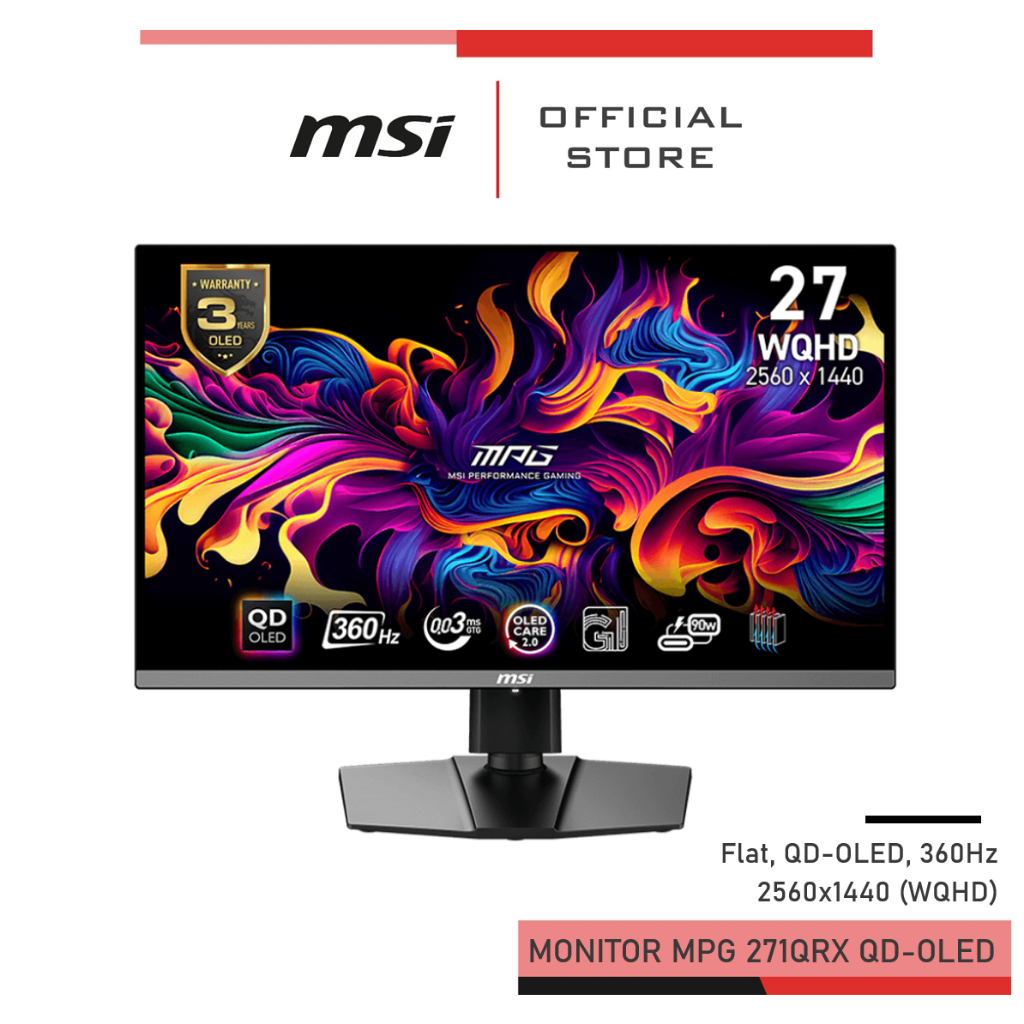 msi
OFFICIAL
STORE
WARRANTY
3 YEARS
OLED
27
WQHD
2560 x 1440
MPG
MSI PERFORMANCE GAMING
QD
OLED
360Hz
0.03ms
GTG
OLED
CARE
2.0
90W
msi
Flat, QD-OLED, 360Hz
2560x1440 (WQHD)
MONITOR MPG 271QRX QD-OLED